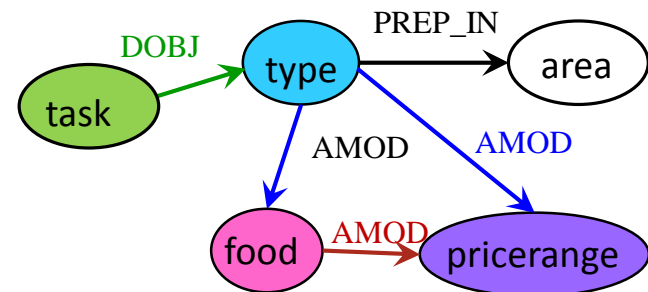 PREP_IN
DOBJ
type
area
task
AMOD
AMOD
food
AMOD
pricerange